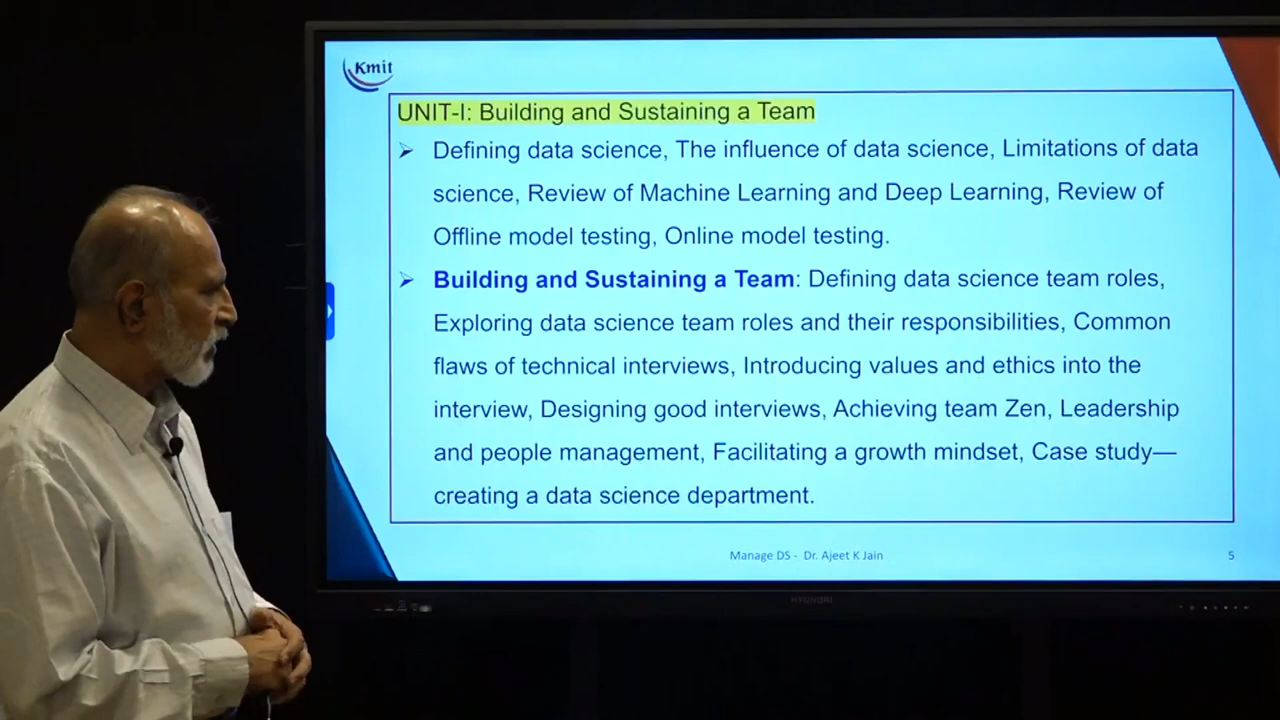 Kmit
UNIT-I: Building and Sustaining a Team
➢ Defining data science, The influence of data science, Limitations of data
science, Review of Machine Learning and Deep Learning, Review of
Offline model testing, Online model testing.
➢ Building and Sustaining a Team: Defining data science team roles,
Exploring data science team roles and their responsibilities, Common
flaws of technical interviews, Introducing values and ethics into the
interview, Designing good interviews, Achieving team Zen, Leadership
and people management, Facilitating a growth mindset, Case study—
creating a data science department.
Manage DS - Dr. Ajeet K Jain 5
HYUNDAI